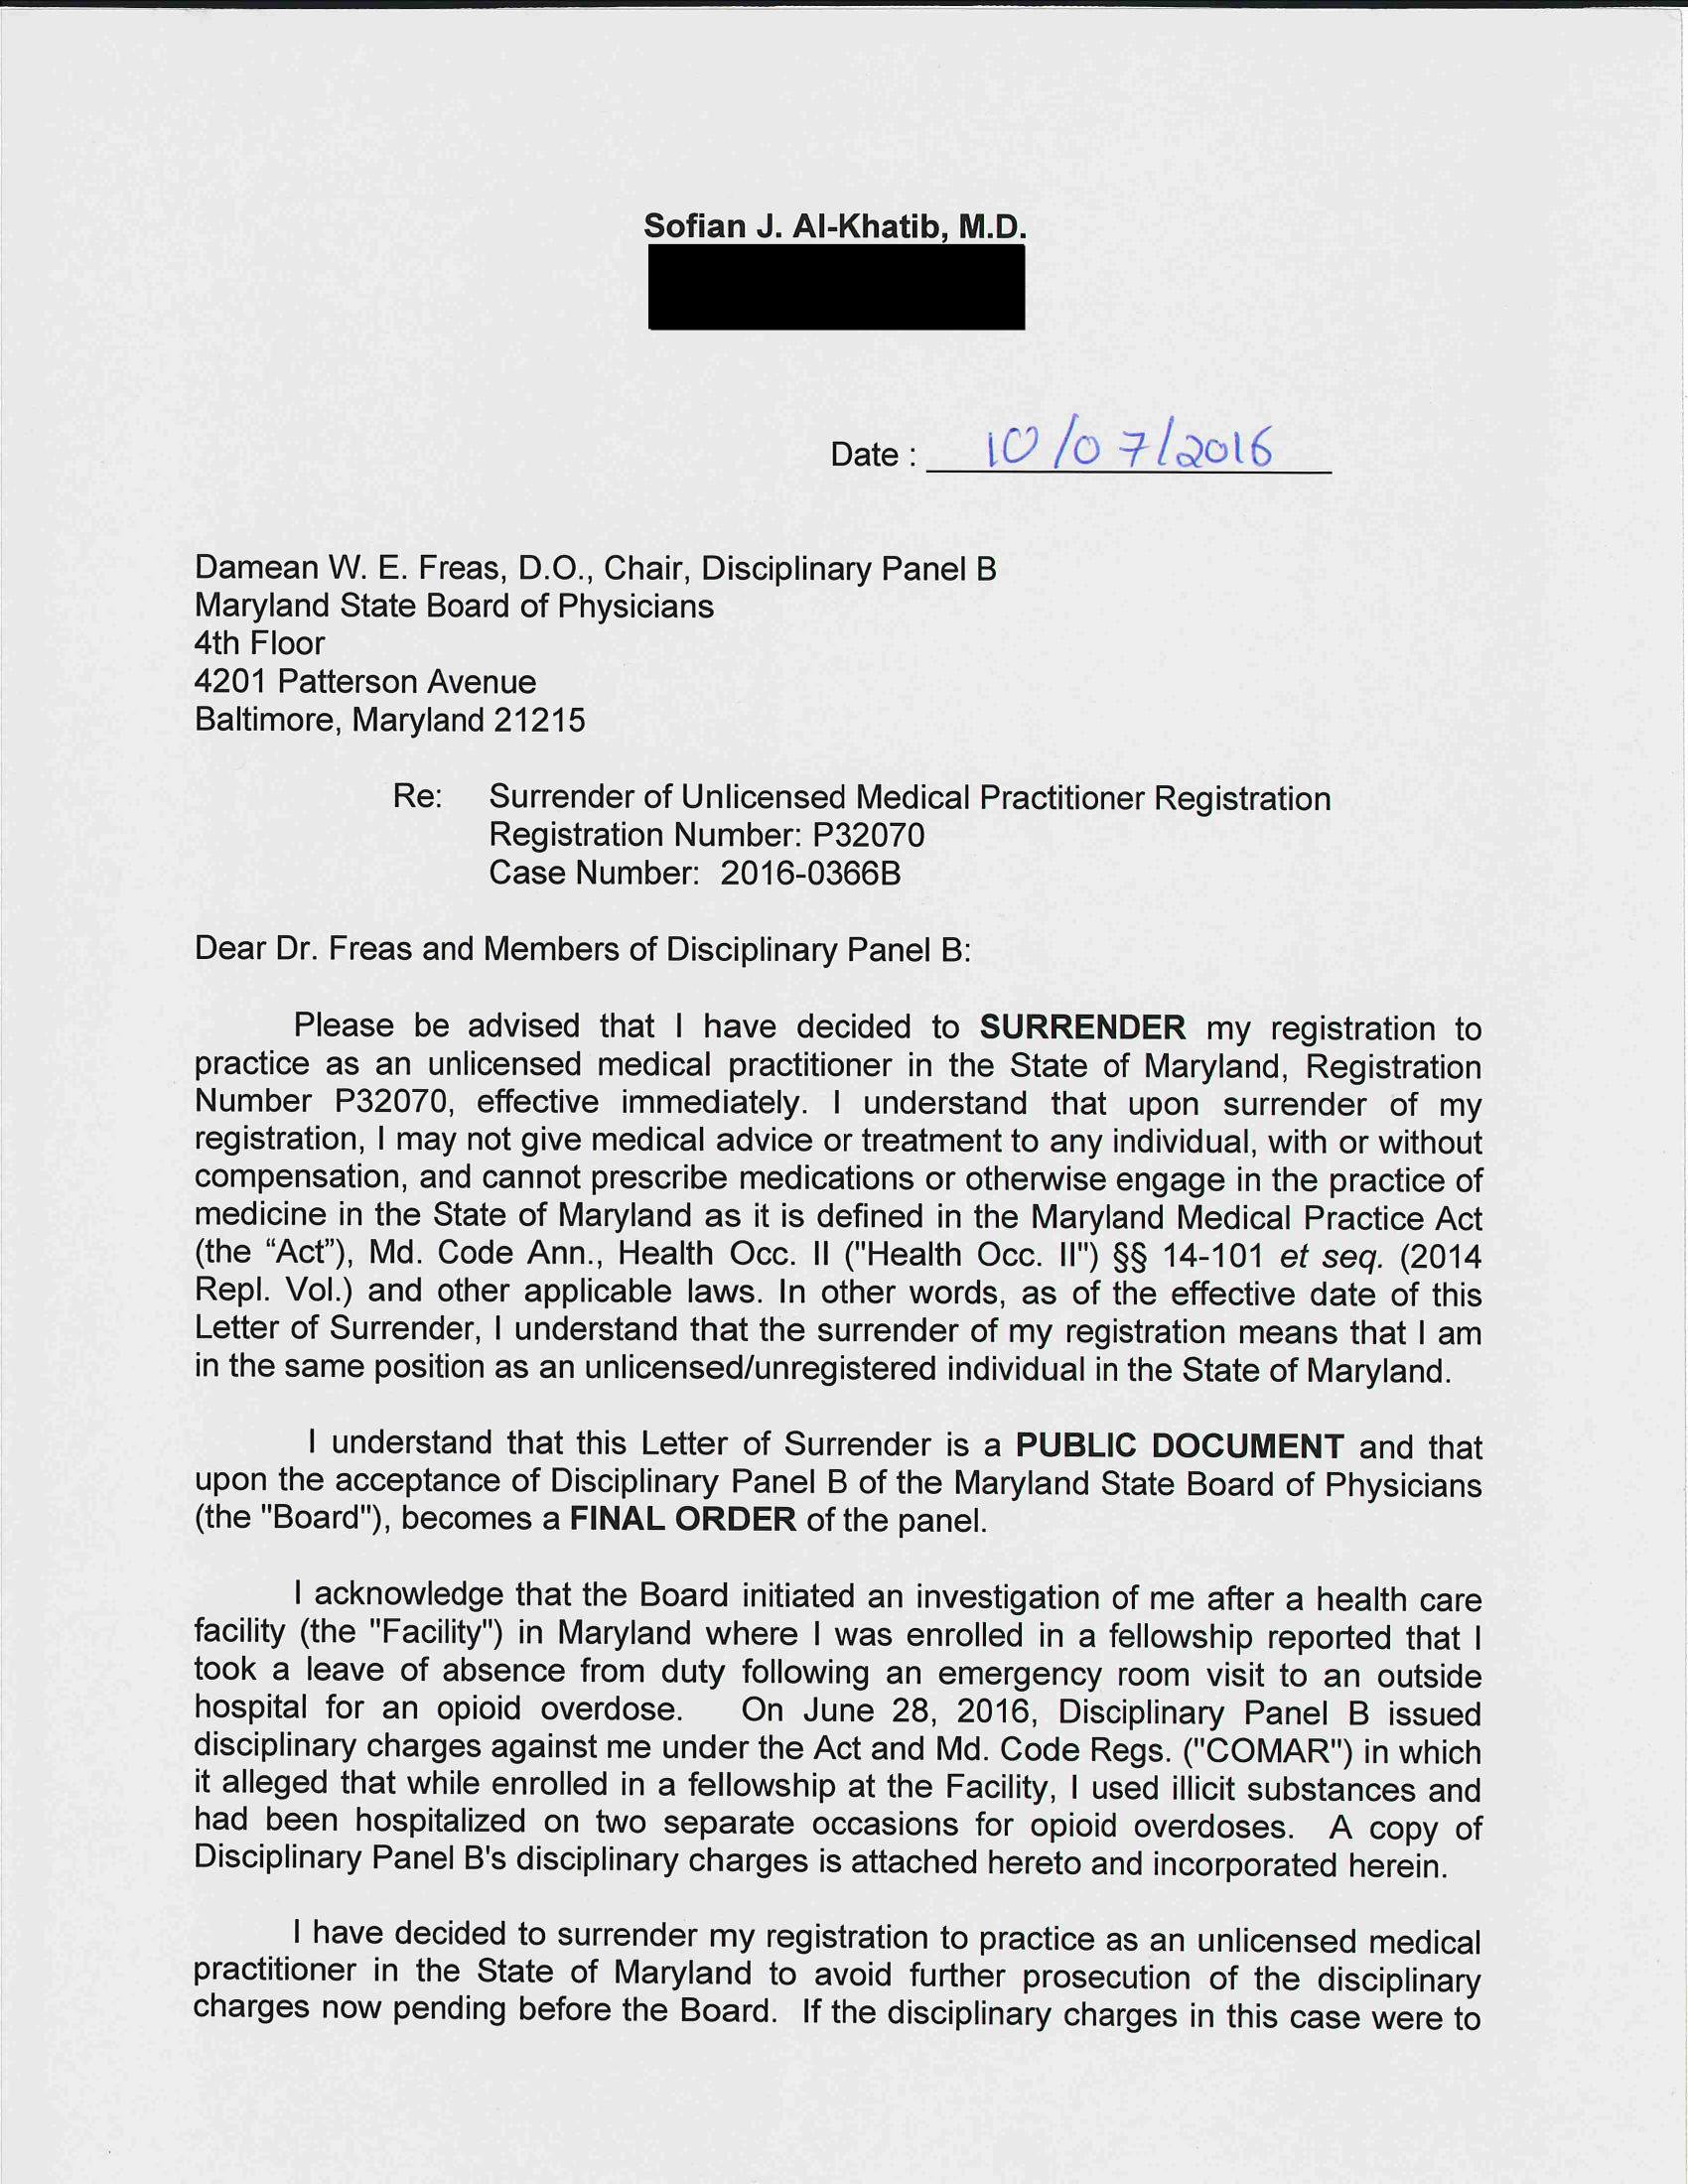 Sofian J. Al-Khatib, M.D.
Date : 10/07/2016
Damean W. E. Freas, D.O., Chair, Disciplinary Panel B
Maryland State Board of Physicians
4th Floor
4201 Patterson Avenue
Baltimore, Maryland 21215
Re: Surrender of Unlicensed Medical Practitioner Registration
Registration Number: P32070
Case Number: 2016-0366B
Dear Dr. Freas and Members of Disciplinary Panel B:
Please be advised that I have decided to SURRENDER my registration to
practice as an unlicensed medical practitioner in the State of Maryland, Registration
Number P32070, effective immediately. I understand that upon surrender of my
registration, I may not give medical advice or treatment to any individual, with or without
compensation, and cannot prescribe medications or otherwise engage in the practice of
medicine in the State of Maryland as it is defined in the Maryland Medical Practice Act
(the “Act”), Md. Code Ann., Health Occ. II ("Health Occ. II") §§ 14-101 et seq. (2014
Repl. Vol.) and other applicable laws. In other words, as of the effective date of this
Letter of Surrender, I understand that the surrender of my registration means that I am
in the same position as an unlicensed/unregistered individual in the State of Maryland.
I understand that this Letter of Surrender is a PUBLIC DOCUMENT and that
upon the acceptance of Disciplinary Panel B of the Maryland State Board of Physicians
(the "Board"), becomes a FINAL ORDER of the panel.
I acknowledge that the Board initiated an investigation of me after a health care
facility (the "Facility") in Maryland where I was enrolled in a fellowship reported that I
took a leave of absence from duty following an emergency room visit to an outside
hospital for an opioid overdose. On June 28, 2016, Disciplinary Panel B issued
disciplinary charges against me under the Act and Md. Code Regs. ("COMAR") in which
it alleged that while enrolled in a fellowship at the Facility, I used illicit substances and
had been hospitalized on two separate occasions for opioid overdoses. A copy of
Disciplinary Panel B's disciplinary charges is attached hereto and incorporated herein.
I have decided to surrender my registration to practice as an unlicensed medical
practitioner in the State of Maryland to avoid further prosecution of the disciplinary
charges now pending before the Board. If the disciplinary charges in this case were to